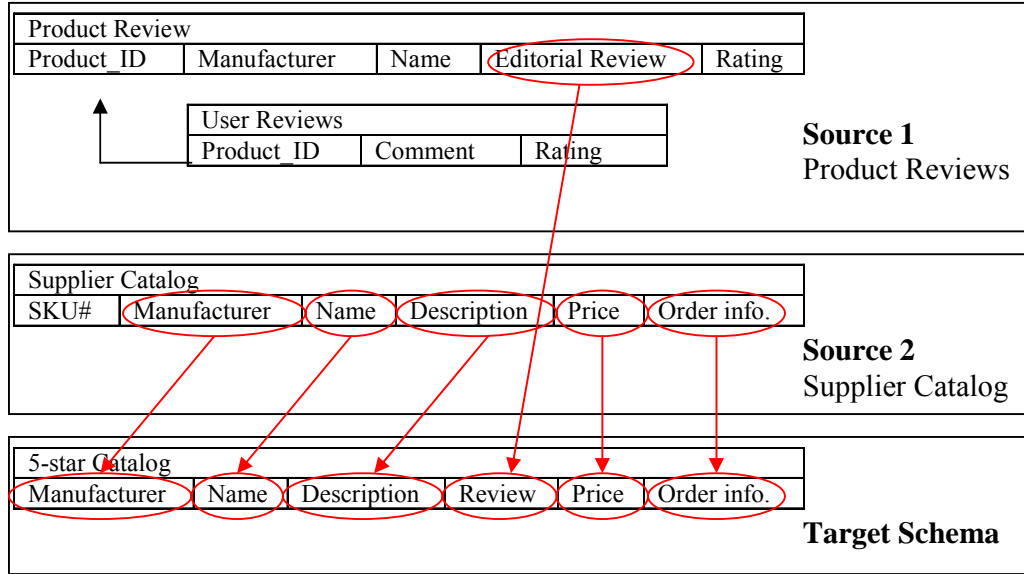 Product Review
Product_ID Manufacturer Name Editorial Review Rating
User Reviews
Product_ID Comment Rating
Source 1
Product Reviews
Supplier Catalog
SKU# Manufacturer Name Description Price Order info.
Source 2
Supplier Catalog
5-star Catalog
Manufacturer Name Description Review Price Order info.
Target Schema